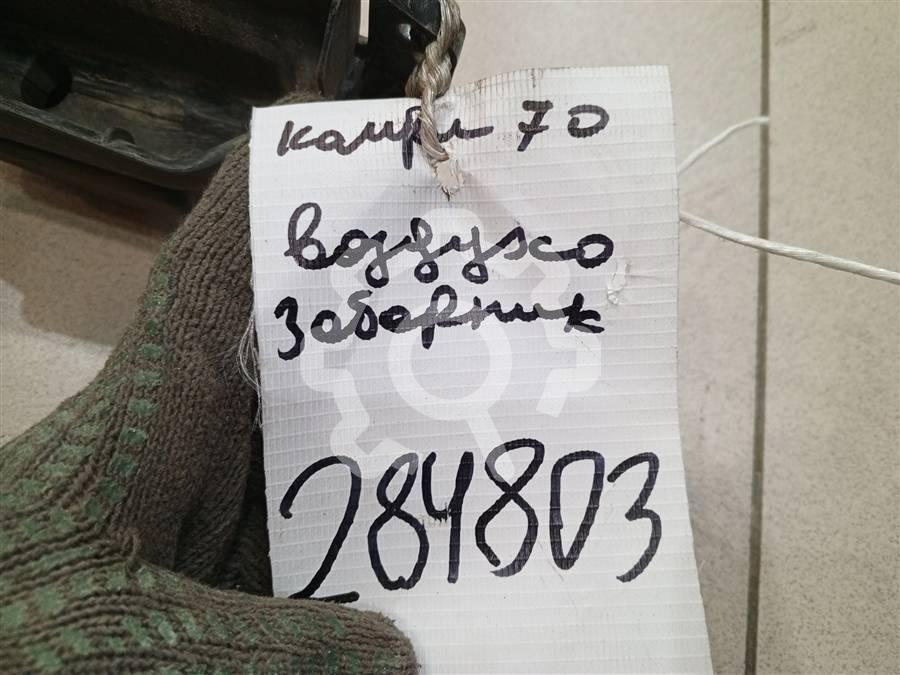 камри 70
воздухо
заборник
284803